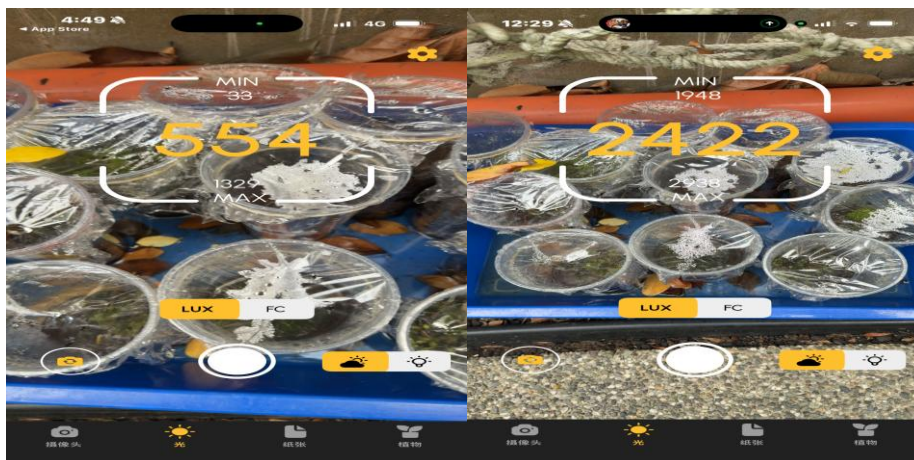 4:49
4G
◀ App Store
MIN
33
554
1329
MAX
LUX FC
摄像头 光 纸张 植物
12:29
MIN
1948
2422
2938
MAX
LUX FC
摄像头 光 纸张 植物